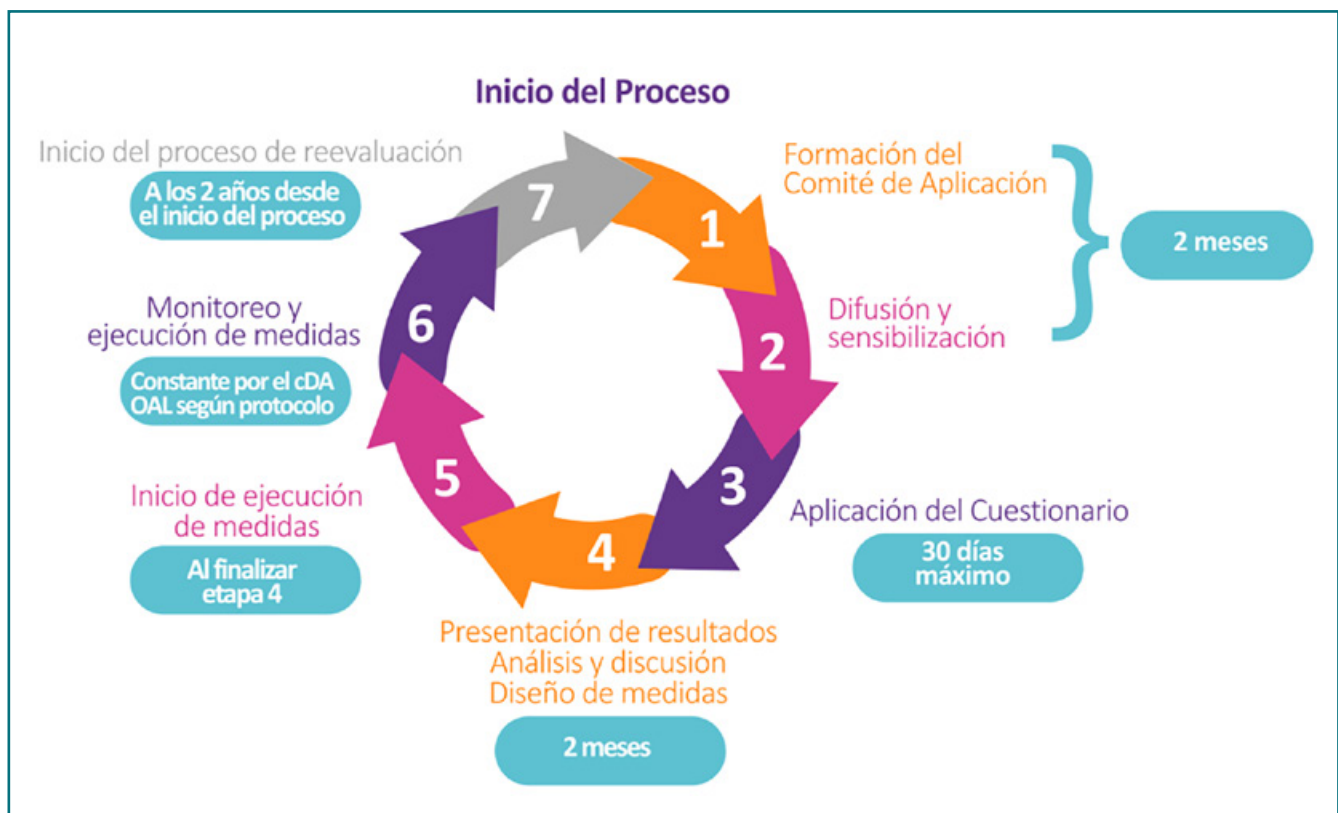 Inicio del Proceso
1
Formación del
Comité de Aplicación
2 meses
2
Difusión y
sensibilización
3
Aplicación del Cuestionario
30 días
máximo
4
Presentación de resultados
Análisis y discusión
Diseño de medidas
2 meses
5
Inicio de ejecución
de medidas
Al finalizar
etapa 4
6
Monitoreo y
ejecución de medidas
Constante por el cDA
OAL según protocolo
7
Inicio del proceso de reevaluación
A los 2 años desde
el inicio del proceso